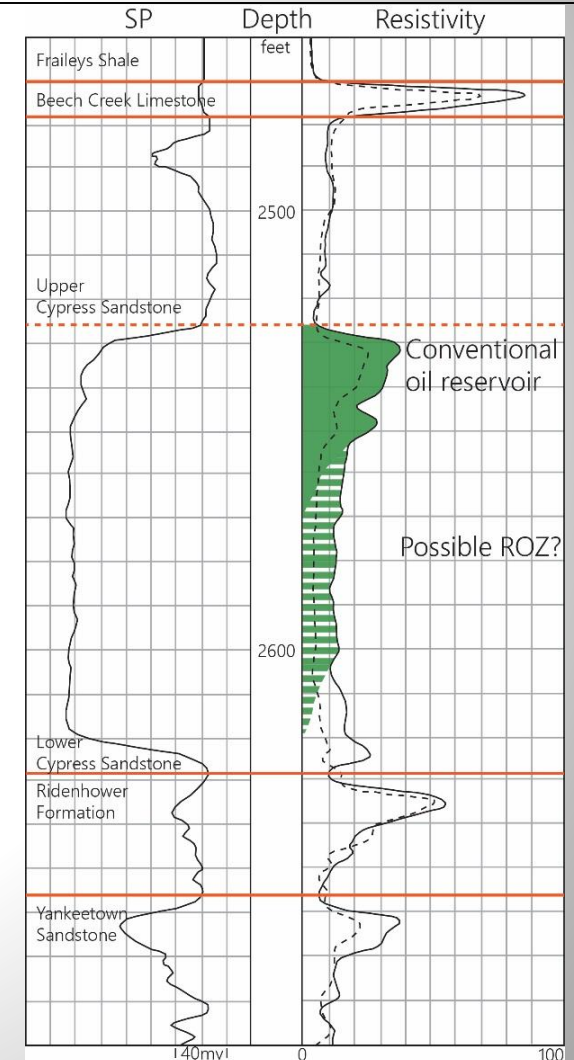 SP
Depth
feet
Resistivity
Fraileys Shale
Beech Creek Limestone
2500
Upper
Cypress Sandstone
Conventional
oil reservoir
Possible ROZ?
2600
Lower
Cypress Sandstone
Ridenhower
Formation
Yankeetown
Sandstone
0
100